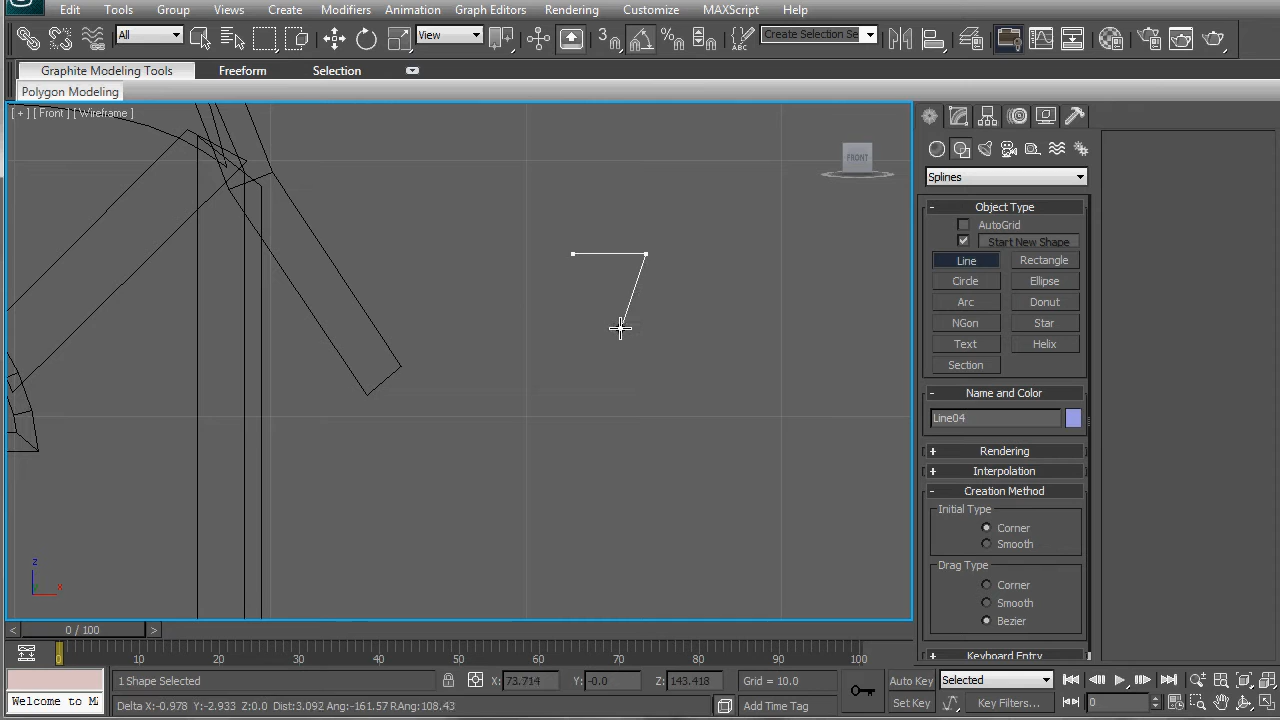 Edit Tools Group Views Create Modifiers Animation Graph Editors Rendering Customize MAXScript Help
All View 3 Create Selection Se
Graphite Modeling Tools Freeform Selection
Polygon Modeling
[ + ] [ Front ] [ Wireframe ]
FRONT
Splines
- Object Type
AutoGrid
Start New Shape
Line Rectangle
Circle Ellipse
Arc Donut
NGon Star
Text Helix
Section
- Name and Color
Line04
+ Rendering
+ Interpolation
- Creation Method
Initial Type
Corner
Smooth
Drag Type
Corner
Smooth
Bezier
+ Keyboard Entry
z
x
< 0 / 100 >
0 10 20 30 40 50 60 70 80 90 100
1 Shape Selected X: 73.714 Y: -0.0 Z: 143.418 Grid = 10.0 Auto Key Selected
Welcome to M Delta X:-0.978 Y:-2.933 Z:0.0 Dist:3.092 Ang:-161.57 RAng:108.43 Add Time Tag Set Key Key Filters... 0